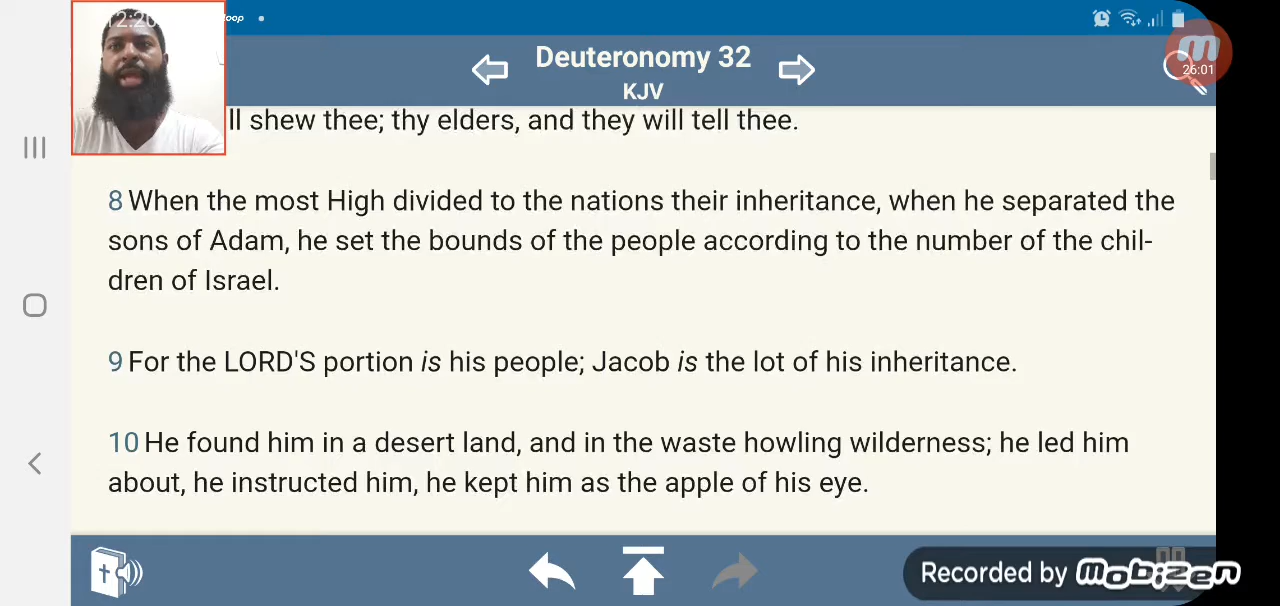 12:20
loop
Deuteronomy 32
KJV
26:01
ll shew thee; thy elders, and they will tell thee.
8 When the most High divided to the nations their inheritance, when he separated the
sons of Adam, he set the bounds of the people according to the number of the chil-
dren of Israel.
9 For the LORD'S portion is his people; Jacob is the lot of his inheritance.
10 He found him in a desert land, and in the waste howling wilderness; he led him
about, he instructed him, he kept him as the apple of his eye.
Recorded by Mobizen